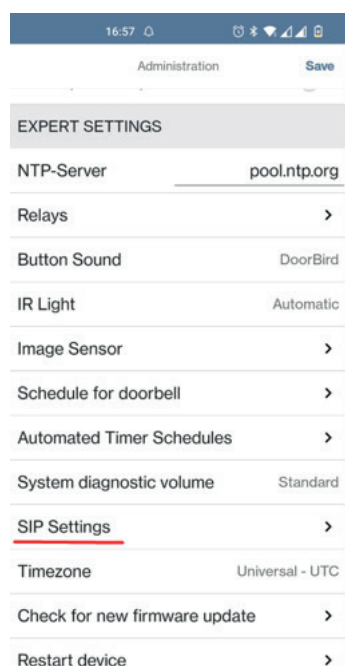 16:57
Administration Save
EXPERT SETTINGS
NTP-Server pool.ntp.org
Relays
Button Sound DoorBird
IR Light Automatic
Image Sensor
Schedule for doorbell
Automated Timer Schedules
System diagnostic volume Standard
SIP Settings
Timezone Universal - UTC
Check for new firmware update
Restart device